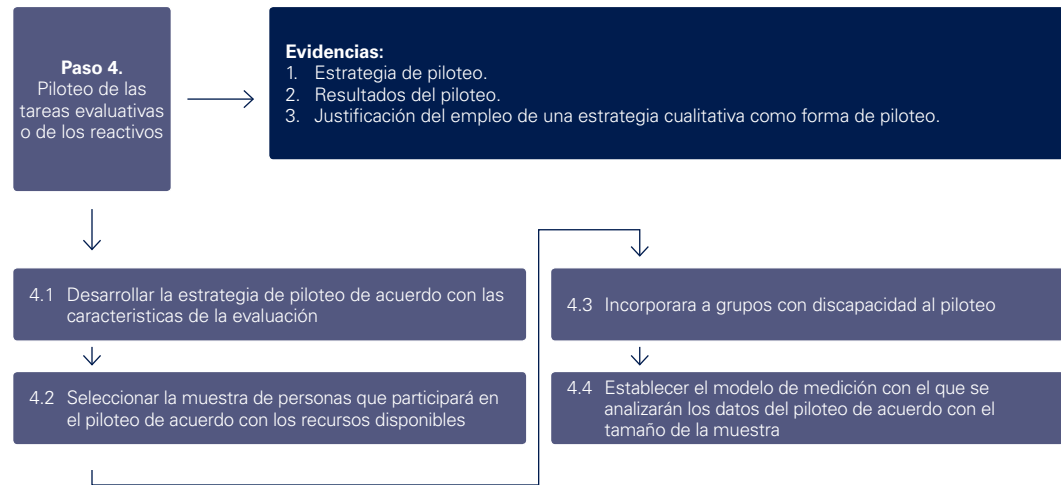 Paso 4.
Piloteo de las
tareas evaluativas
o de los reactivos
Evidencias:
1. Estrategia de piloteo.
2. Resultados del piloteo.
3. Justificación del empleo de una estrategia cualitativa como forma de piloteo.
4.1 Desarrollar la estrategia de piloteo de acuerdo con las
caracteristicas de la evaluación
4.2 Seleccionar la muestra de personas que participará en
el piloteo de acuerdo con los recursos disponibles
4.3 Incorporara a grupos con discapacidad al piloteo
4.4 Establecer el modelo de medición con el que se
analizarán los datos del piloteo de acuerdo con el
tamaño de la muestra